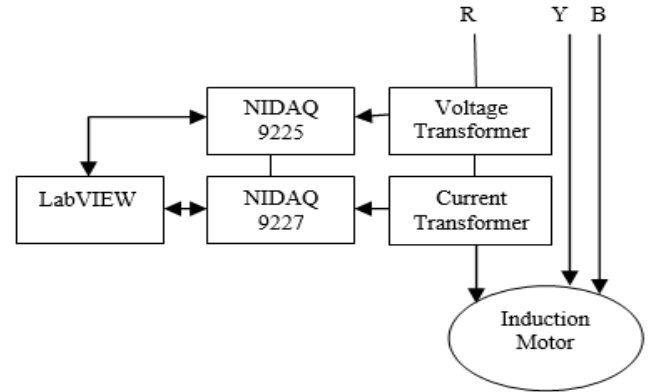 R Y B
NIDAQ
9225
Voltage
Transformer
LabVIEW
NIDAQ
9227
Current
Transformer
Induction
Motor